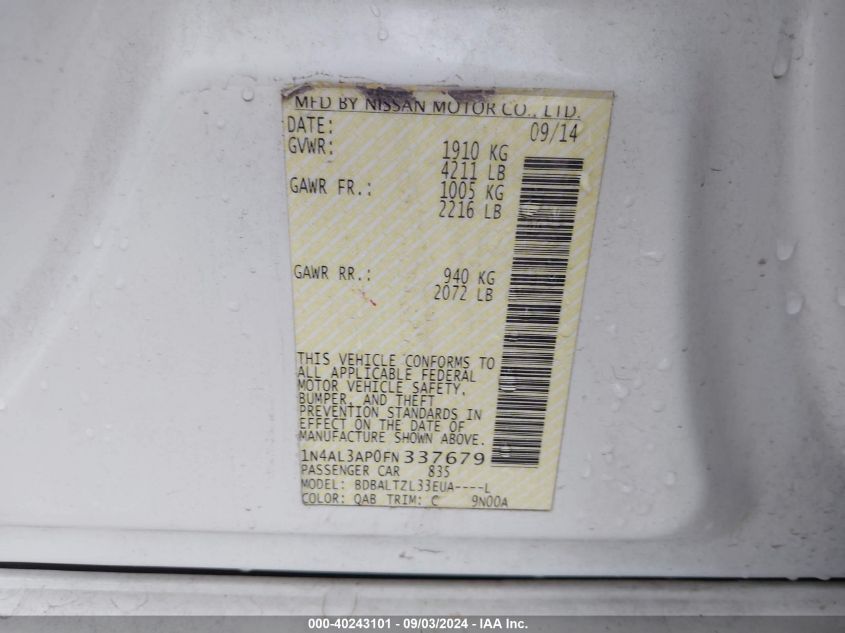 MFD BY NISSAN MOTOR CO., LTD.
DATE: 09/14
GVWR: 1910 KG
4211 LB
GAWR FR.: 1005 KG
2216 LB
GAWR RR.: 940 KG
2072 LB
THIS VEHICLE CONFORMS TO
ALL APPLICABLE FEDERAL
MOTOR VEHICLE SAFETY,
BUMPER, AND THEFT
PREVENTION STANDARDS IN
EFFECT ON THE DATE OF
MANUFACTURE SHOWN ABOVE.
1N4AL3AP0FN337679
PASSENGER CAR 835
MODEL: BDBALTZL33EUA----L
COLOR: QAB TRIM: C 9N00A
000-40243101 - 09/03/2024 - IAA Inc.